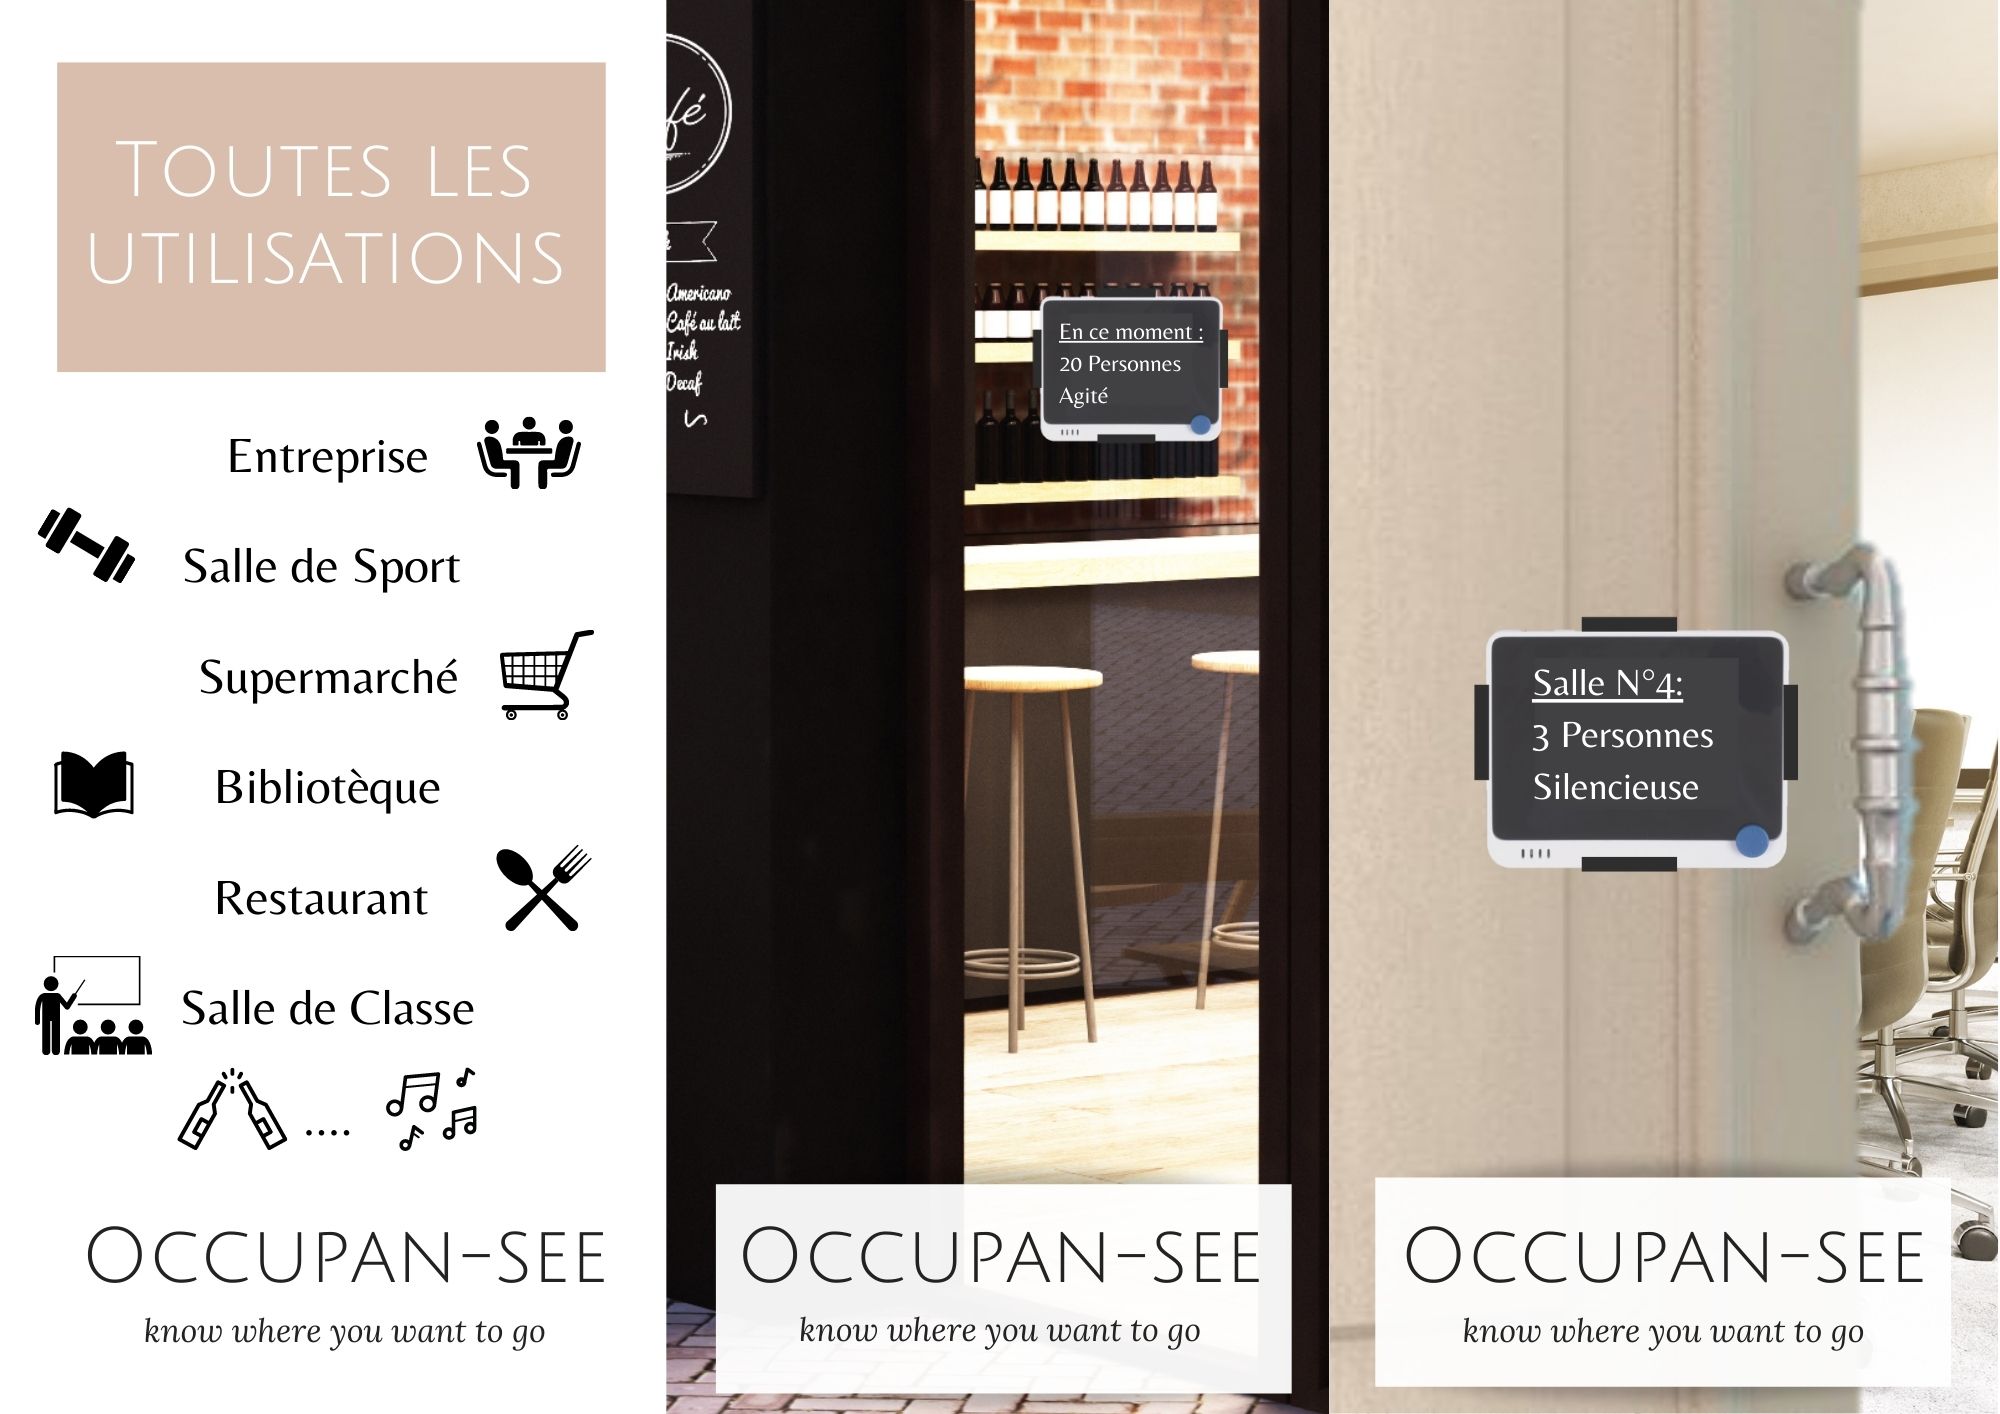 TOUTES LES
UTILISATIONS
Entreprise
Salle de Sport
Supermarché
Bibliotèque
Restaurant
Salle de Classe
....
OCCUPAN-SEE
know where you want to go
fé
Americano
Café au lait
Irish
Decaf
En ce moment :
20 Personnes
Agité
OCCUPAN-SEE
know where you want to go
Salle N°4:
3 Personnes
Silencieuse
OCCUPAN-SEE
know where you want to go